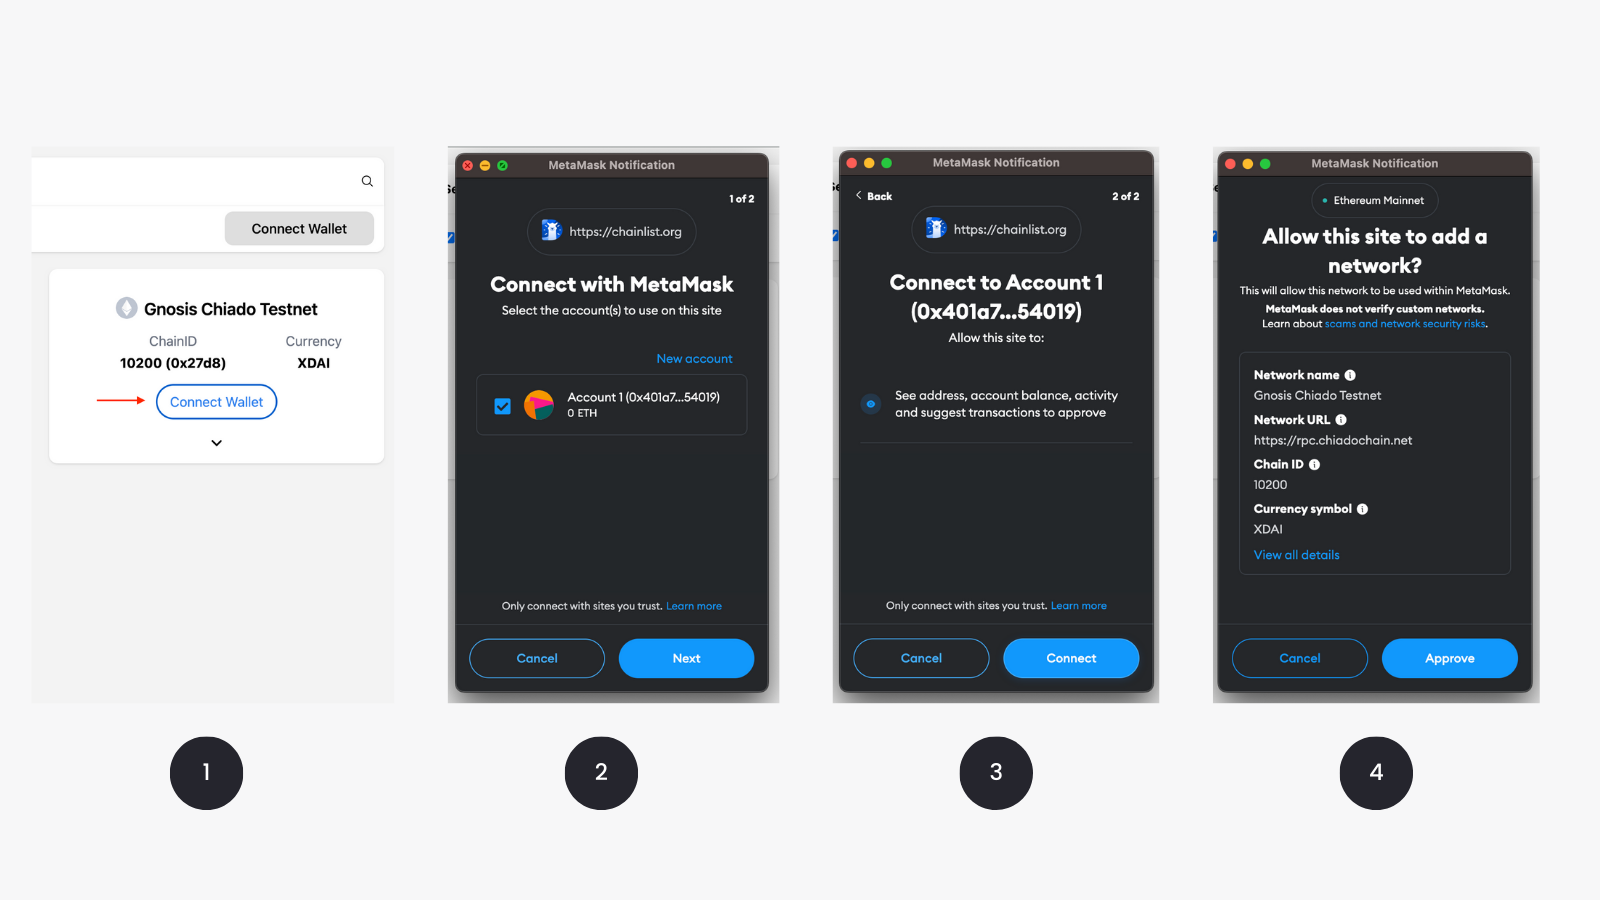 Connect Wallet
Gnosis Chiado Testnet
ChainID
Currency
10200 (0x27d8)
XDAI
Connect Wallet
1
MetaMask Notification
1 of 2
https://chainlist.org
Connect with MetaMask
Select the account(s) to use on this site
New account
Account 1 (0x401a7...54019)
0 ETH
Only connect with sites you trust. Learn more
Cancel
Next
2
MetaMask Notification
Back
2 of 2
https://chainlist.org
Connect to Account 1
(0x401a7...54019)
Allow this site to:
See address, account balance, activity
and suggest transactions to approve
Only connect with sites you trust. Learn more
Cancel
Connect
3
MetaMask Notification
Ethereum Mainnet
Allow this site to add a
network?
This will allow this network to be used within MetaMask.
MetaMask does not verify custom networks.
Learn about scams and network security risks.
Network name
Gnosis Chiado Testnet
Network URL
https://rpc.chiadochain.net
Chain ID
10200
Currency symbol
XDAI
View all details
Cancel
Approve
4